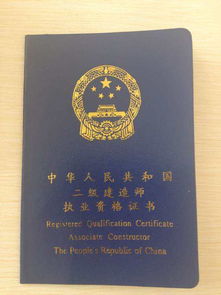 中华人民共和国
二级建造师
执业资格证书
Registered Qualification Certificate
Associate Constructor
The People's Republic of China